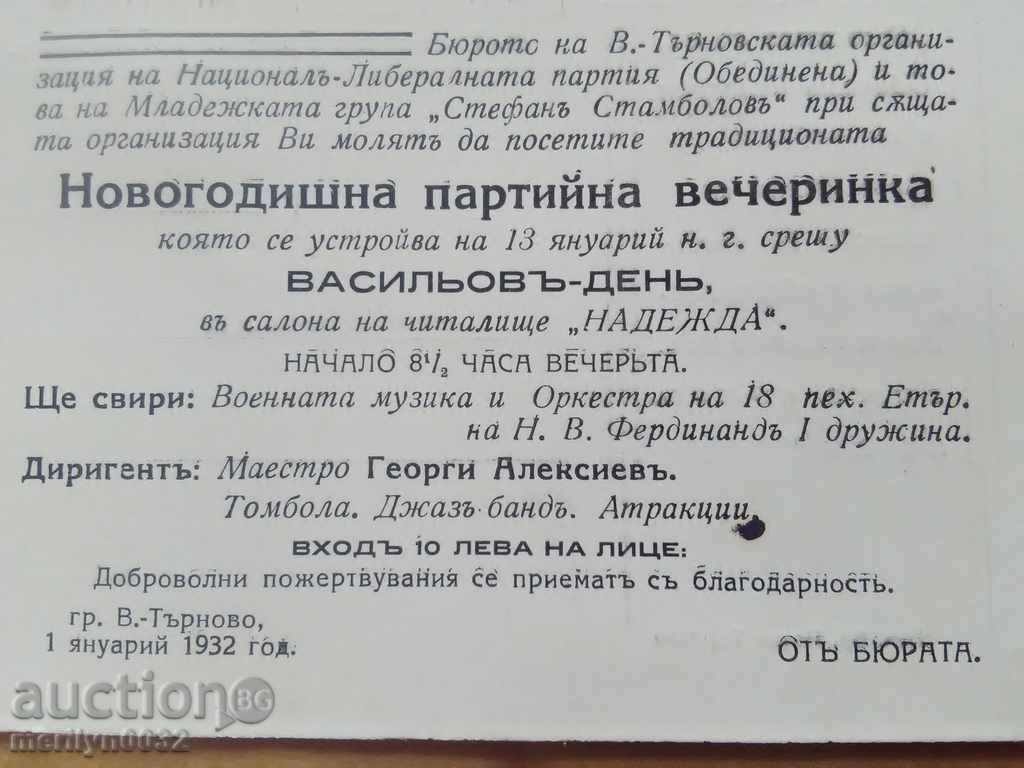 Бюротс на В.-Търновската органи-
зация на Националъ-Либералната партия (Обединена) и то-
ва на Младежката група „Стефанъ Стамболовъ“ при сѫща-
та организация Ви молятъ да посетите традиционата
Новогодишна партийна вечеринка
която се устройва на 13 януарий н. г. срещу
ВАСИЛЬОВЪ-ДЕНЬ,
въ салона на читалище „НАДЕЖДА“.
НАЧАЛО 8½ ЧАСА ВЕЧЕРЬТА.
Ще свири: Военната музика и Оркестра на 18 пех. Етър.
на Н. В. Фердинандъ I дружина.
Диригентъ: Маестро Георги Алексиевъ.
Томбола. Джазъ-бандъ. Атракции.
ВХОДЪ 10 ЛЕВА НА ЛИЦЕ:
Доброволни пожертвувания се приематъ съ благодарность.
гр. В.-Търново,
1 януарий 1932 год.
ОТЪ БЮРАТА.
auction BG
merilyn0032